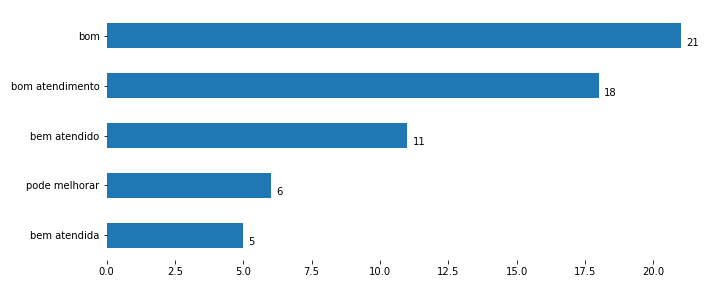 bom
21
bom atendimento
18
bem atendido
11
pode melhorar
6
bem atendida
5
0.0 2.5 5.0 7.5 10.0 12.5 15.0 17.5 20.0